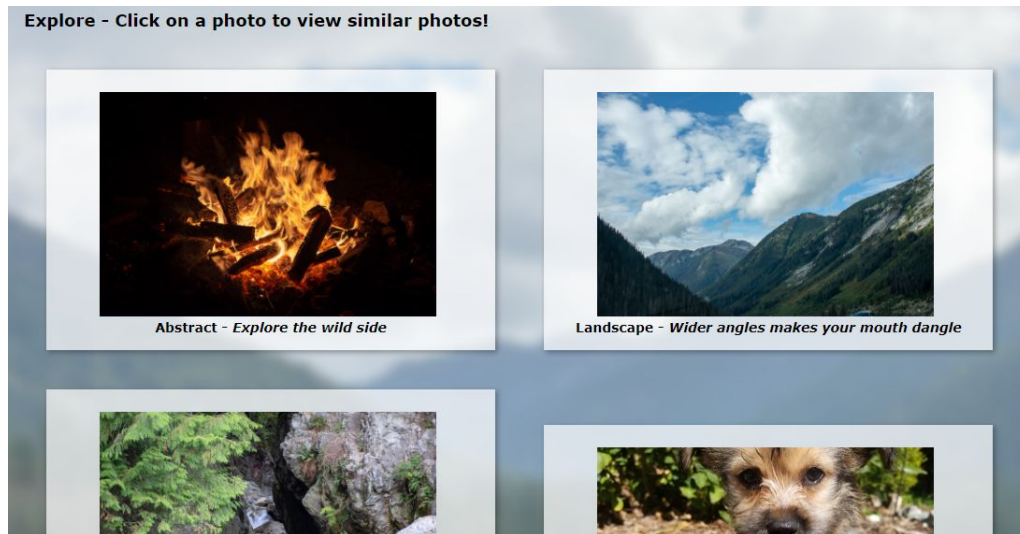 Explore - Click on a photo to view similar photos!
Abstract - Explore the wild side
Landscape - Wider angles makes your mouth dangle